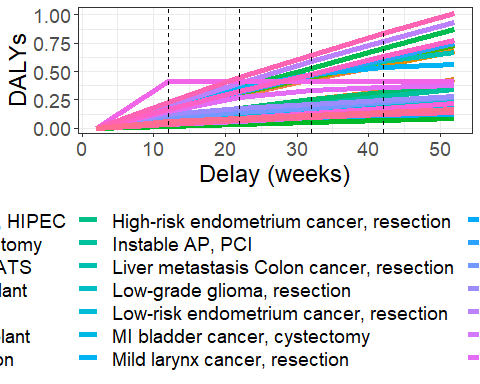 1.00
0.75
0.50
0.25
0.00
DALYs
0 10 20 30 40 50
Delay (weeks)
, HIPEC High-risk endometrium cancer, resection
tomy Instable AP, PCI
ATS Liver metastasis Colon cancer, resection
lant Low-grade glioma, resection
Low-risk endometrium cancer, resection
plant MI bladder cancer, cystectomy
on Mild larynx cancer, resection